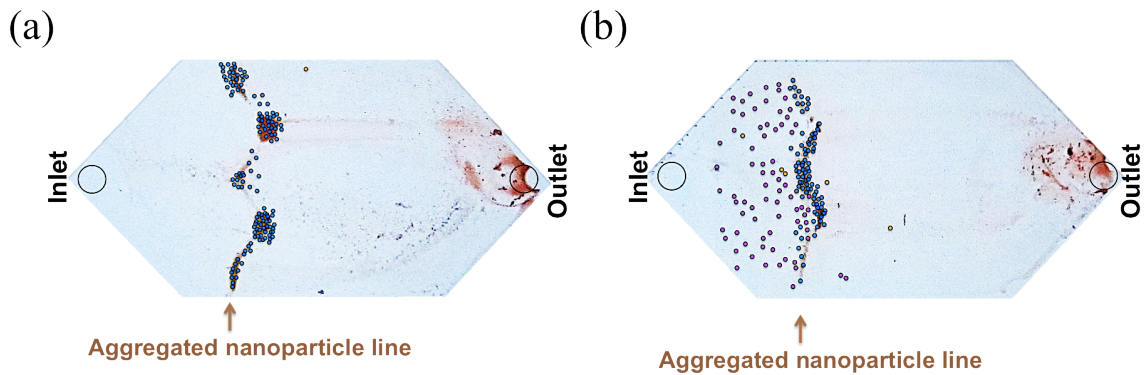 (a)
Inlet
Outlet
Aggregated nanoparticle line
(b)
Inlet
Outlet
Aggregated nanoparticle line